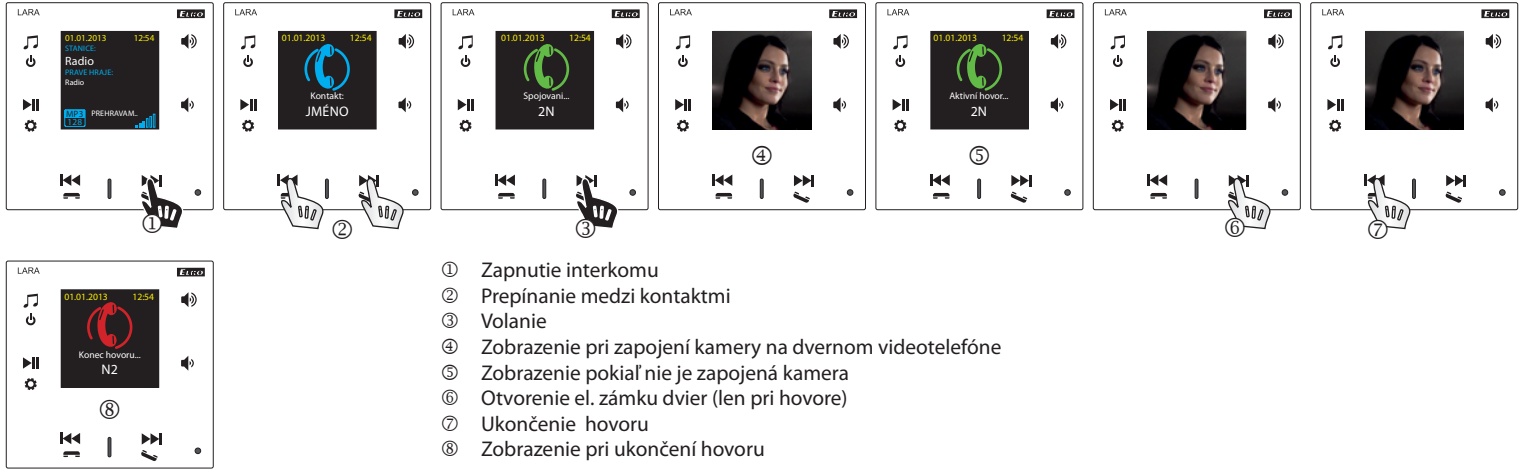 LARA ELKO
01.01.2013 12:54
STANICE:
Radio
PRAVE HRAJE:
Radio
MP3
128
PREHRAVAM..
①
LARA ELKO
01.01.2013 12:54
Kontakt:
JMÉNO
②
LARA ELKO
01.01.2013 12:54
Spojovani...
2N
③
LARA ELKO
④
LARA ELKO
01.01.2013 12:54
Aktivní hovor...
2N
⑤
LARA ELKO
⑥
LARA ELKO
⑦
LARA ELKO
01.01.2013 12:54
Konec hovoru...
N2
⑧
① Zapnutie interkomu
② Prepínanie medzi kontaktmi
③ Volanie
④ Zobrazenie pri zapojení kamery na dvernom videotelefóne
⑤ Zobrazenie pokiaľ nie je zapojená kamera
⑥ Otvorenie el. zámku dvier (len pri hovore)
⑦ Ukončenie hovoru
⑧ Zobrazenie pri ukončení hovoru